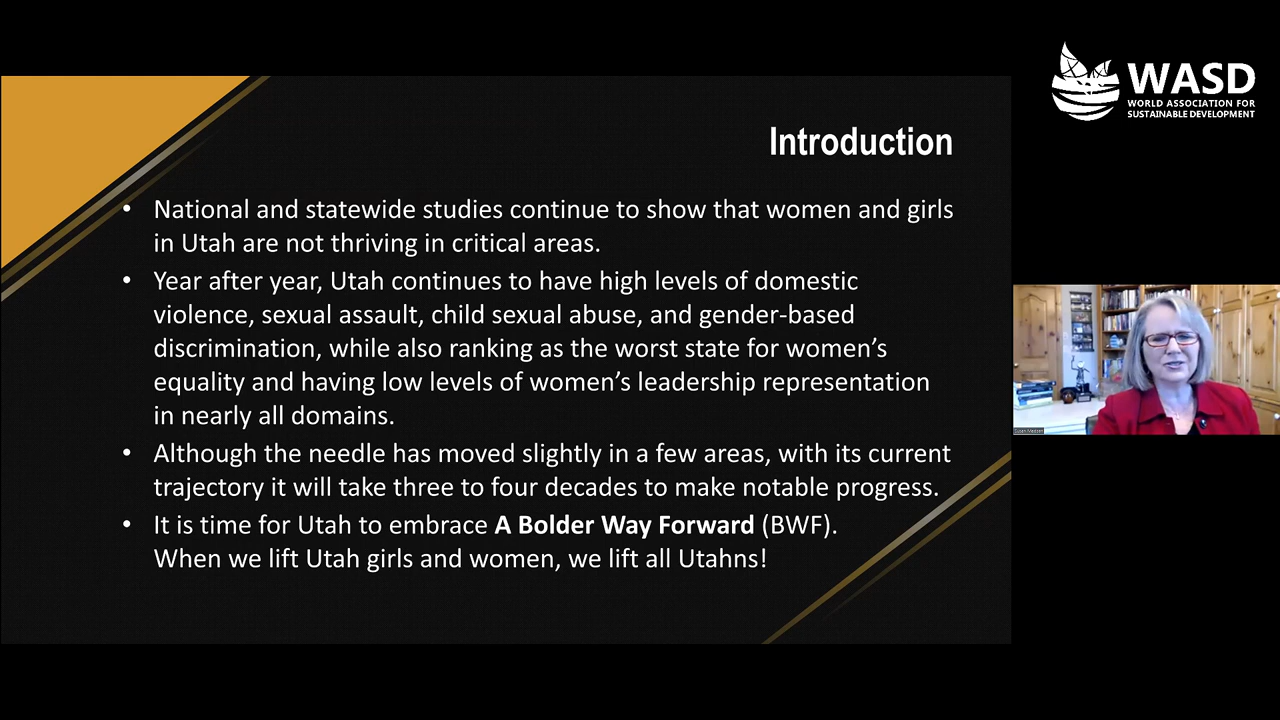 WASD
WORLD ASSOCIATION FOR
SUSTAINABLE DEVELOPMENT
Introduction
• National and statewide studies continue to show that women and girls
in Utah are not thriving in critical areas.
• Year after year, Utah continues to have high levels of domestic
violence, sexual assault, child sexual abuse, and gender-based
discrimination, while also ranking as the worst state for women’s
equality and having low levels of women’s leadership representation
in nearly all domains.
• Although the needle has moved slightly in a few areas, with its current
trajectory it will take three to four decades to make notable progress.
• It is time for Utah to embrace A Bolder Way Forward (BWF).
When we lift Utah girls and women, we lift all Utahns!
Susan Madsen